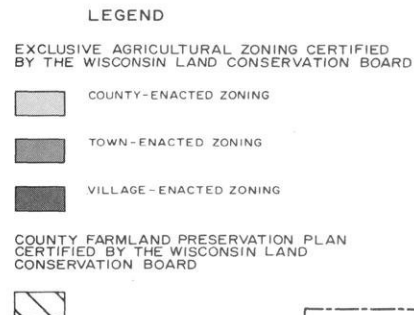 LEGEND
EXCLUSIVE AGRICULTURAL ZONING CERTIFIED
BY THE WISCONSIN LAND CONSERVATION BOARD
COUNTY-ENACTED ZONING
TOWN-ENACTED ZONING
VILLAGE-ENACTED ZONING
COUNTY FARMLAND PRESERVATION PLAN
CERTIFIED BY THE WISCONSIN LAND
CONSERVATION BOARD